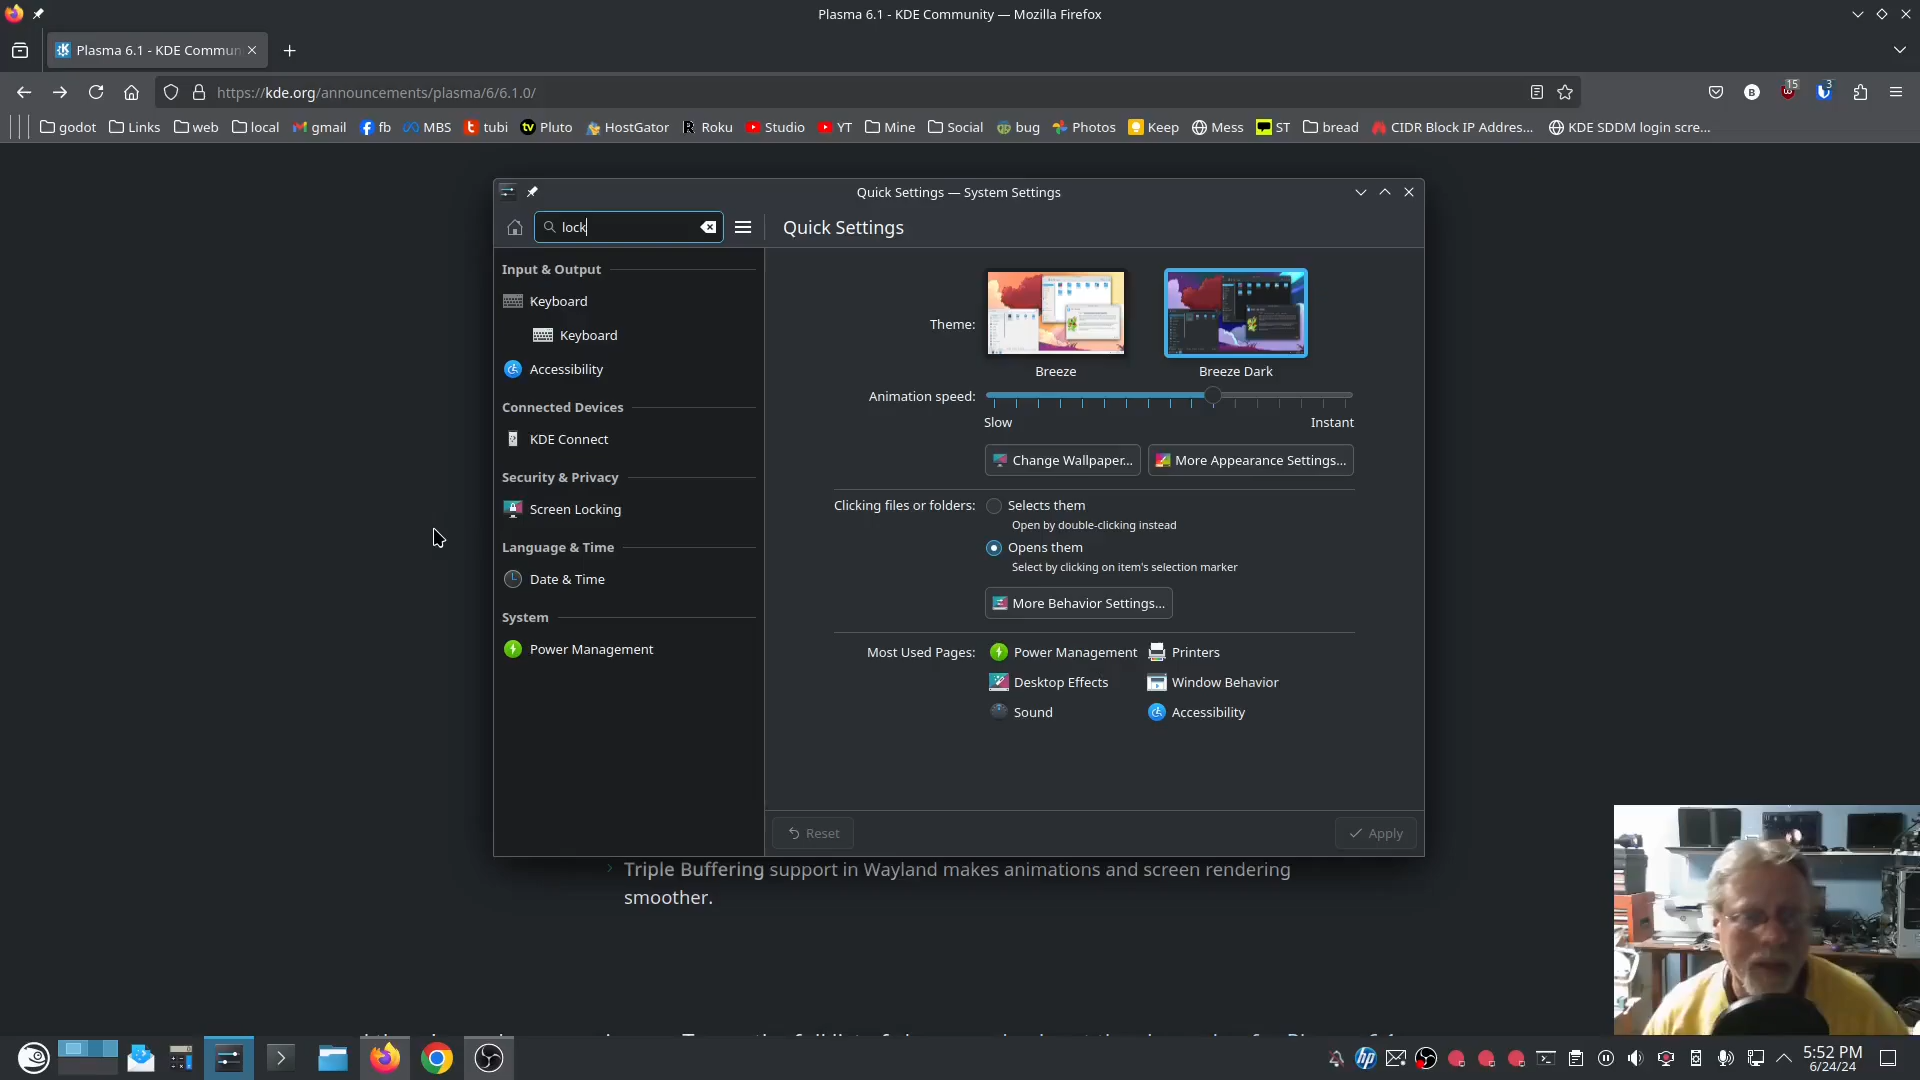 Plasma 6.1 - KDE Community — Mozilla Firefox
Plasma 6.1 - KDE Commun
https://kde.org/announcements/plasma/6/6.1.0/
B
15
3
godot Links web local gmail fb MBS tubi Pluto HostGator Roku Studio YT Mine Social bug Photos Keep Mess ST bread CIDR Block IP Addres... KDE SDDM login scre...
Quick Settings — System Settings
lock
Quick Settings
Input & Output
Keyboard
Keyboard
Accessibility
Connected Devices
KDE Connect
Security & Privacy
Screen Locking
Language & Time
Date & Time
System
Power Management
Theme:
Breeze
Breeze Dark
Animation speed:
Slow
Instant
Change Wallpaper...
More Appearance Settings...
Clicking files or folders:
Selects them
Open by double-clicking instead
Opens them
Select by clicking on item's selection marker
More Behavior Settings...
Most Used Pages:
Power Management
Printers
Desktop Effects
Window Behavior
Sound
Accessibility
Reset
Apply
Triple Buffering support in Wayland makes animations and screen rendering
smoother.
hp
5:52 PM
6/24/24